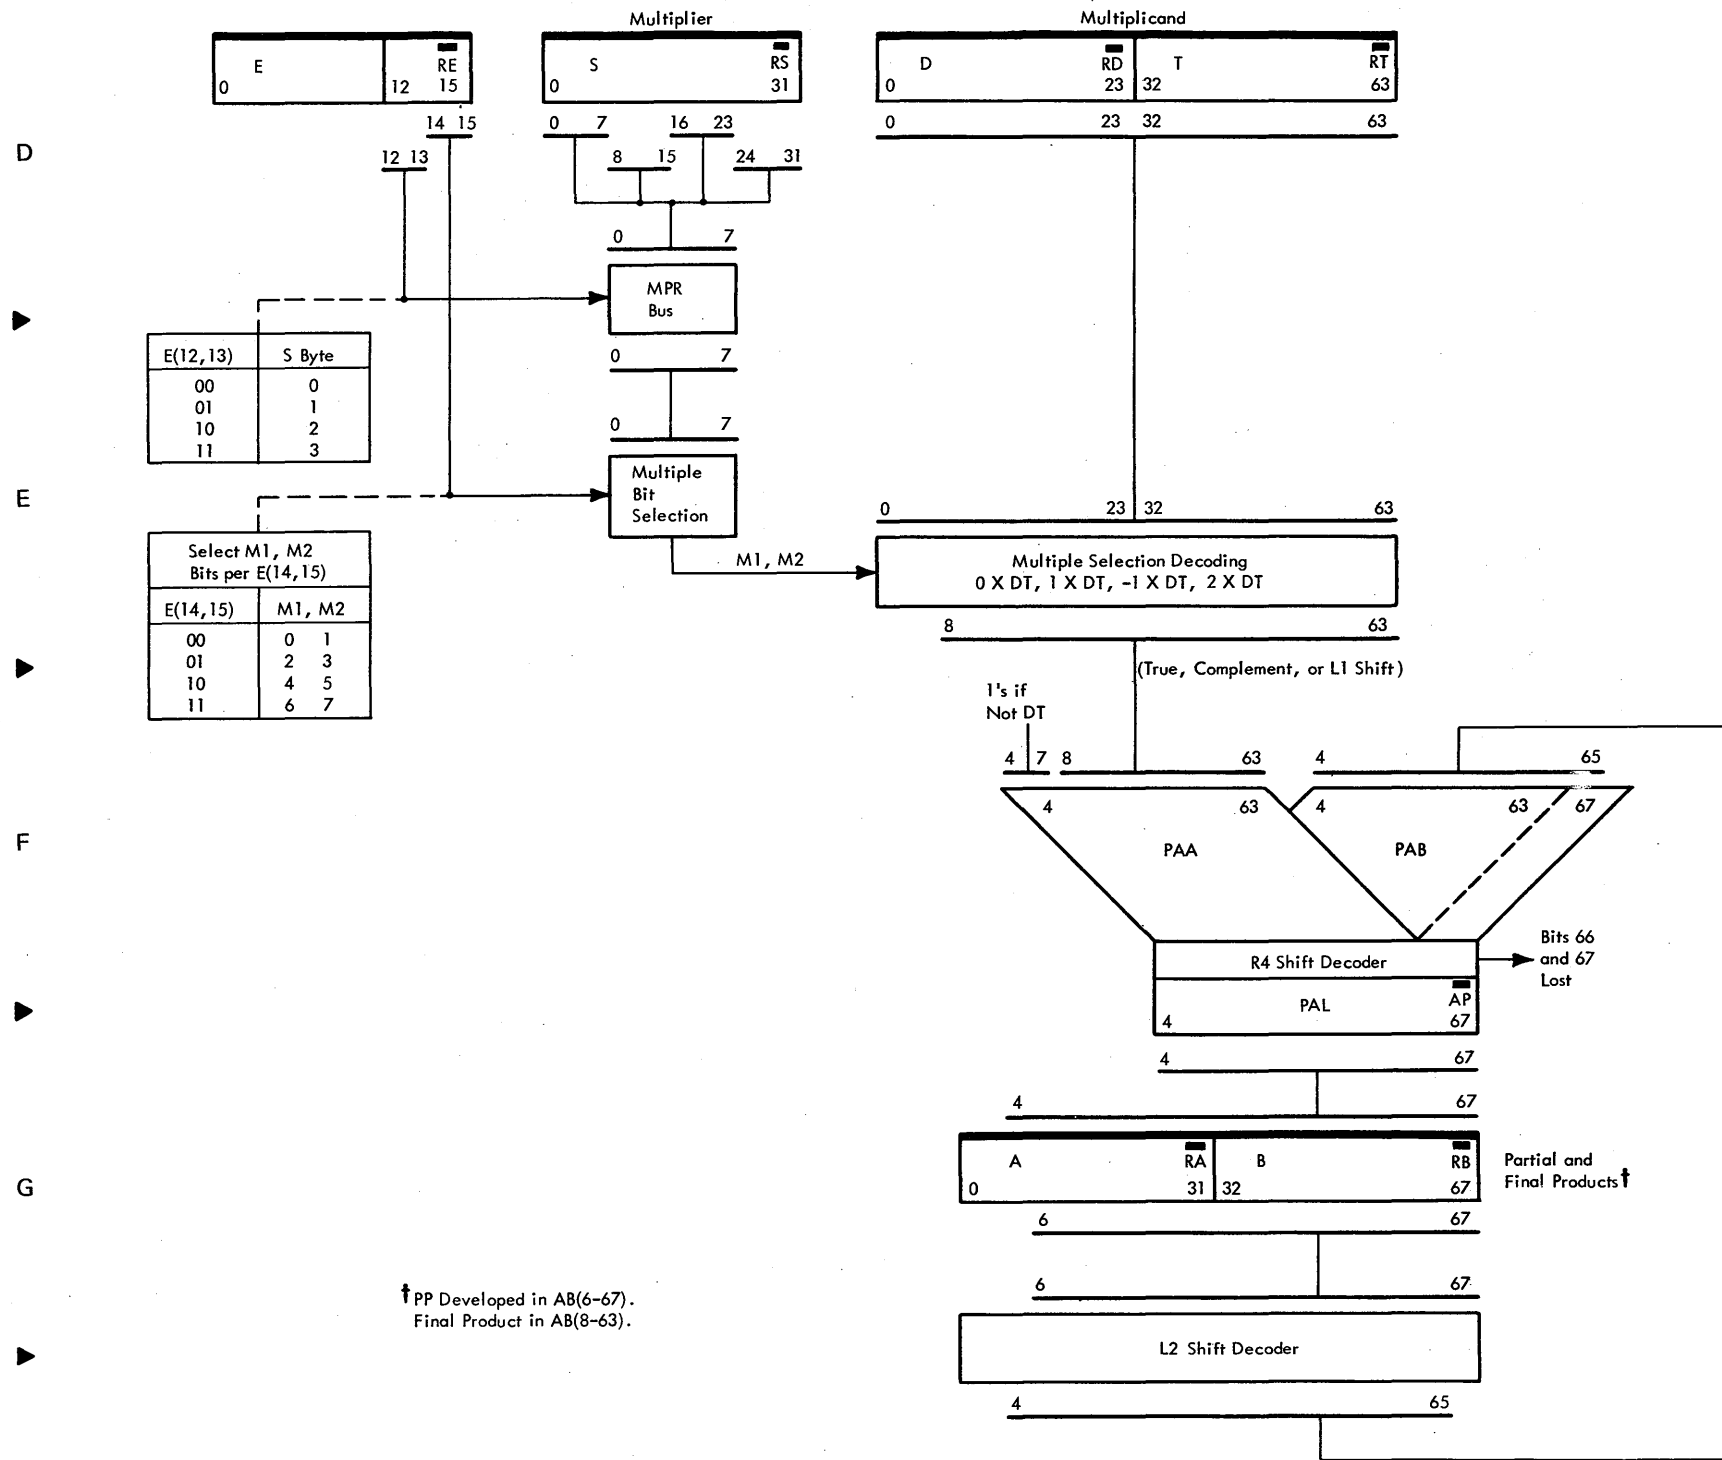 Multiplier
Multiplicand
E
RE
0
12
15
S
RS
0
31
D
RD
T
RT
0
23
32
63
14 15
0 7
16 23
0
23
32
63
D
12 13
8 15
24 31
0 7
MPR
Bus
0 7
E(12,13)
S Byte
00
0
01
1
10
2
11
3
0 7
Multiple
Bit
Selection
E
0
23
32
63
M1, M2
Multiple Selection Decoding
0 X DT, 1 X DT, -1 X DT, 2 X DT
Select M1, M2
Bits per E(14,15)
E(14,15)
M1, M2
00
0 1
01
2 3
10
4 5
11
6 7
8
63
(True, Complement, or L1 Shift)
1's if
Not DT
4 7
8
63
4
65
4
63
4
63
67
F
PAA
PAB
R4 Shift Decoder
Bits 66
and 67
Lost
PAL
AP
4
67
4
67
4
67
G
A
RA
B
RB
0
31
32
67
Partial and
Final Products†
6
67
6
67
†PP Developed in AB(6-67).
Final Product in AB(8-63).
L2 Shift Decoder
4
65